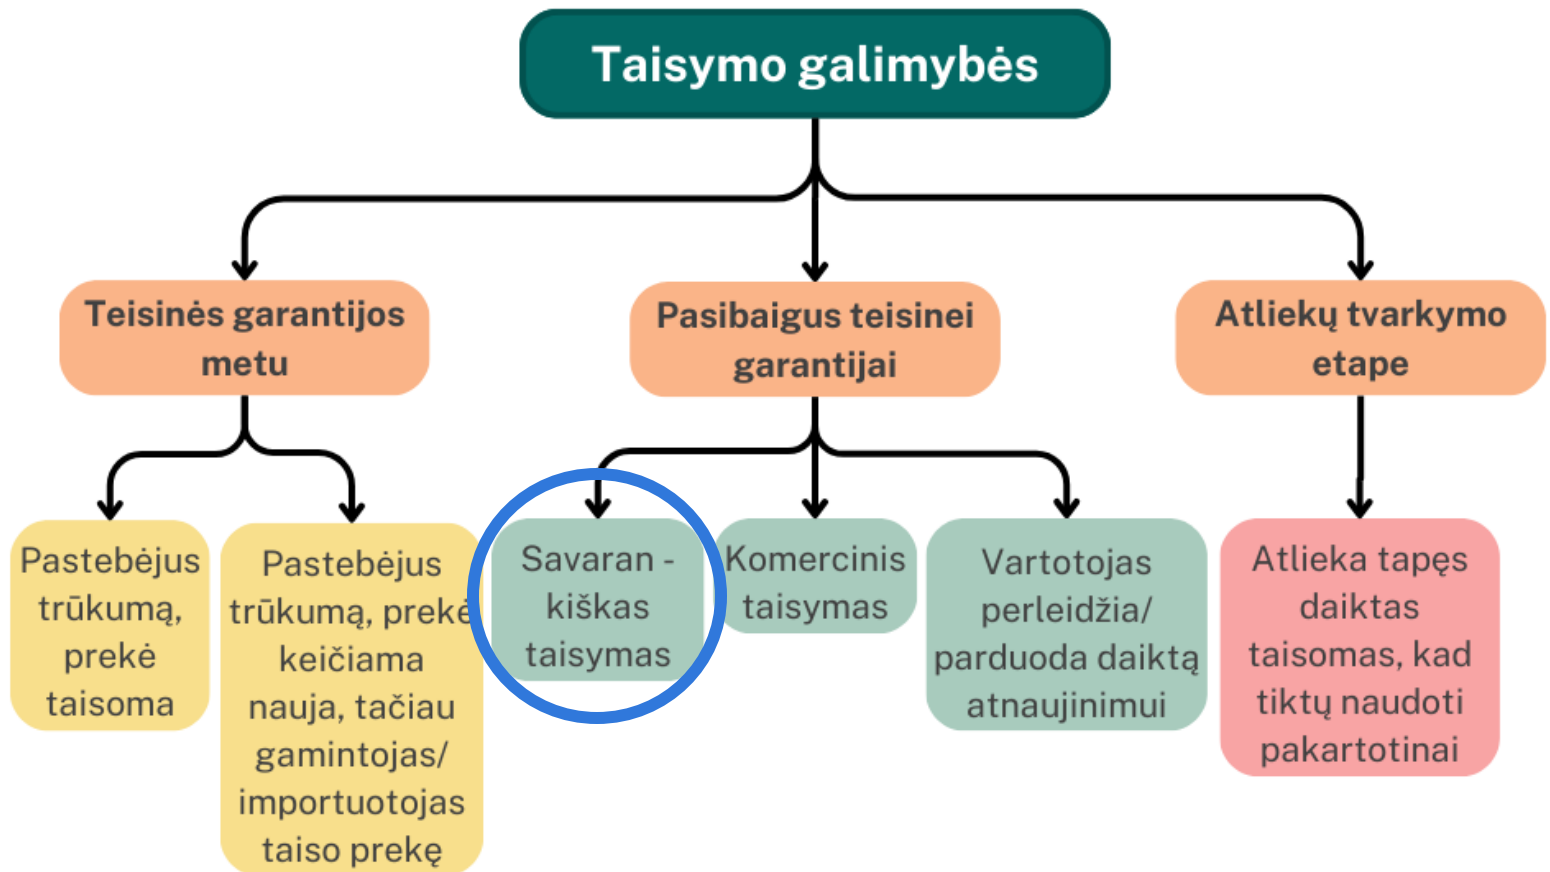 Taisymo galimybės
Teisinės garantijos
metu
Pasibaigus teisinei
garantijai
Atliekų tvarkymo
etape
Pastebėjus
trūkumą,
prekė
taisoma
Pastebėjus
trūkumą, prekė
keičiama
nauja, tačiau
gamintojas/
importuotojas
taiso prekę
Savaran -
kiškas
taisymas
Komercinis
taisymas
Vartotojas
perleidžia/
parduoda daiktą
atnaujinimui
Atlieka tapęs
daiktas
taisomas, kad
tiktų naudoti
pakartotinai